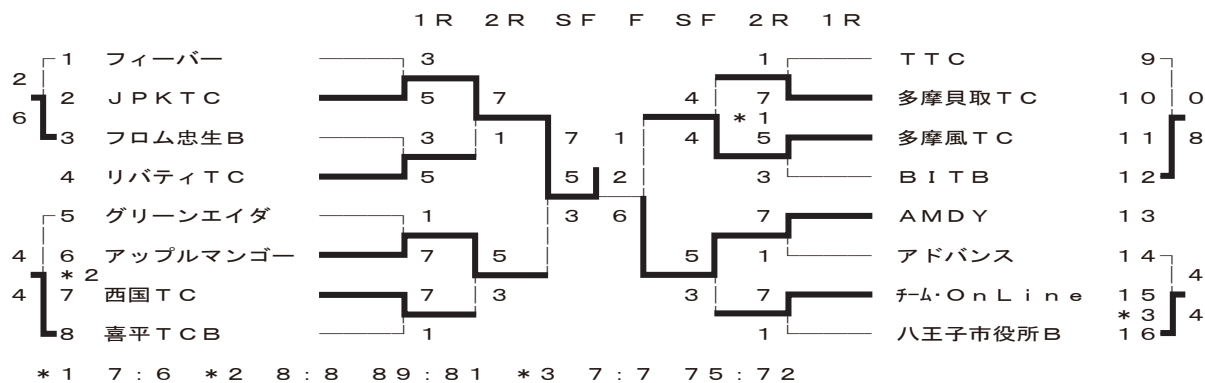 1R 2R SF F SF 2R 1R
1 フィーバー 3 1 TTC 9
2
2 JPKTC 5 7 4 7 多摩貝取TC 10 0
6 *1
3 フロム忠生B 3 1 7 1 4 5 多摩風TC 11 8
4 リバティTC 5 5 2 3 BITB 12
5 グリーンエイダ 1 3 6 7 AMDY 13
4 6 アップルマンゴー 7 5 5 1 アドバンス 14
*2 4
4 7 西国TC 7 3 3 7 チーム・OnLine 15
*3 4
8 喜平TCB 1 1 八王子市役所B 16
*1 7:6 *2 8:8 89:81 *3 7:7 75:72